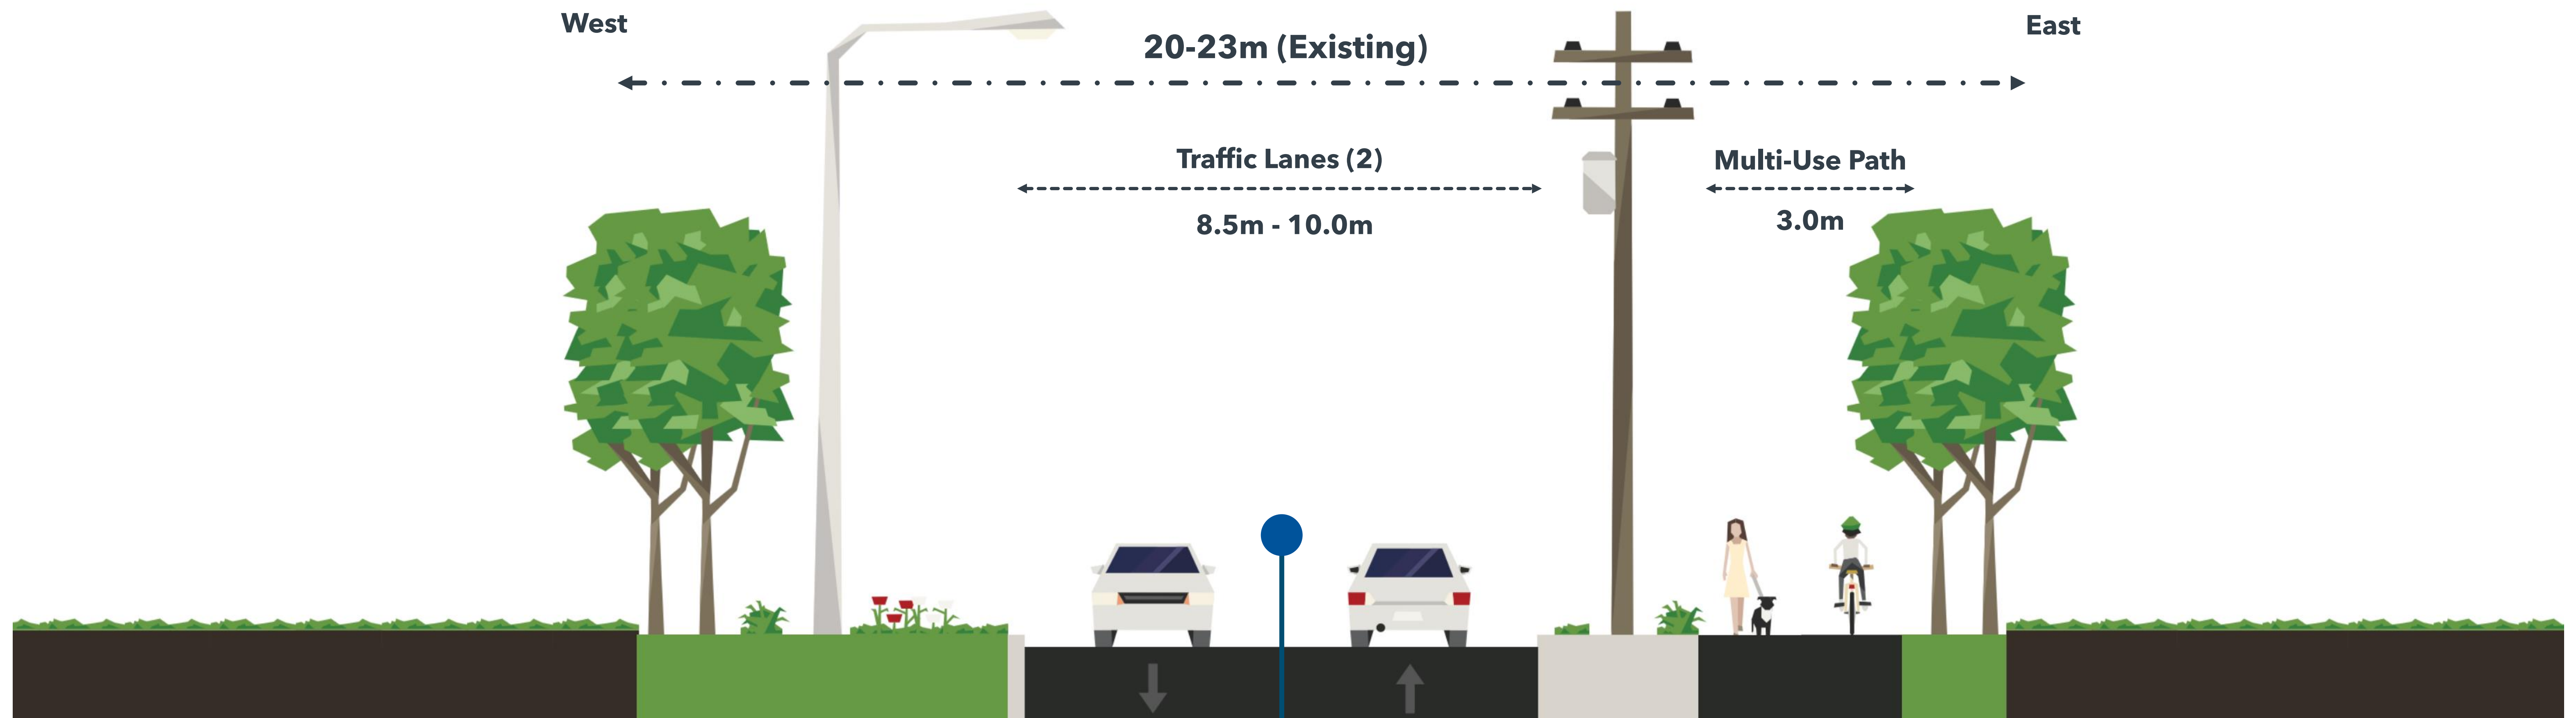 West
20-23m (Existing)
East
Traffic Lanes (2)
8.5m - 10.0m
Multi-Use Path
3.0m